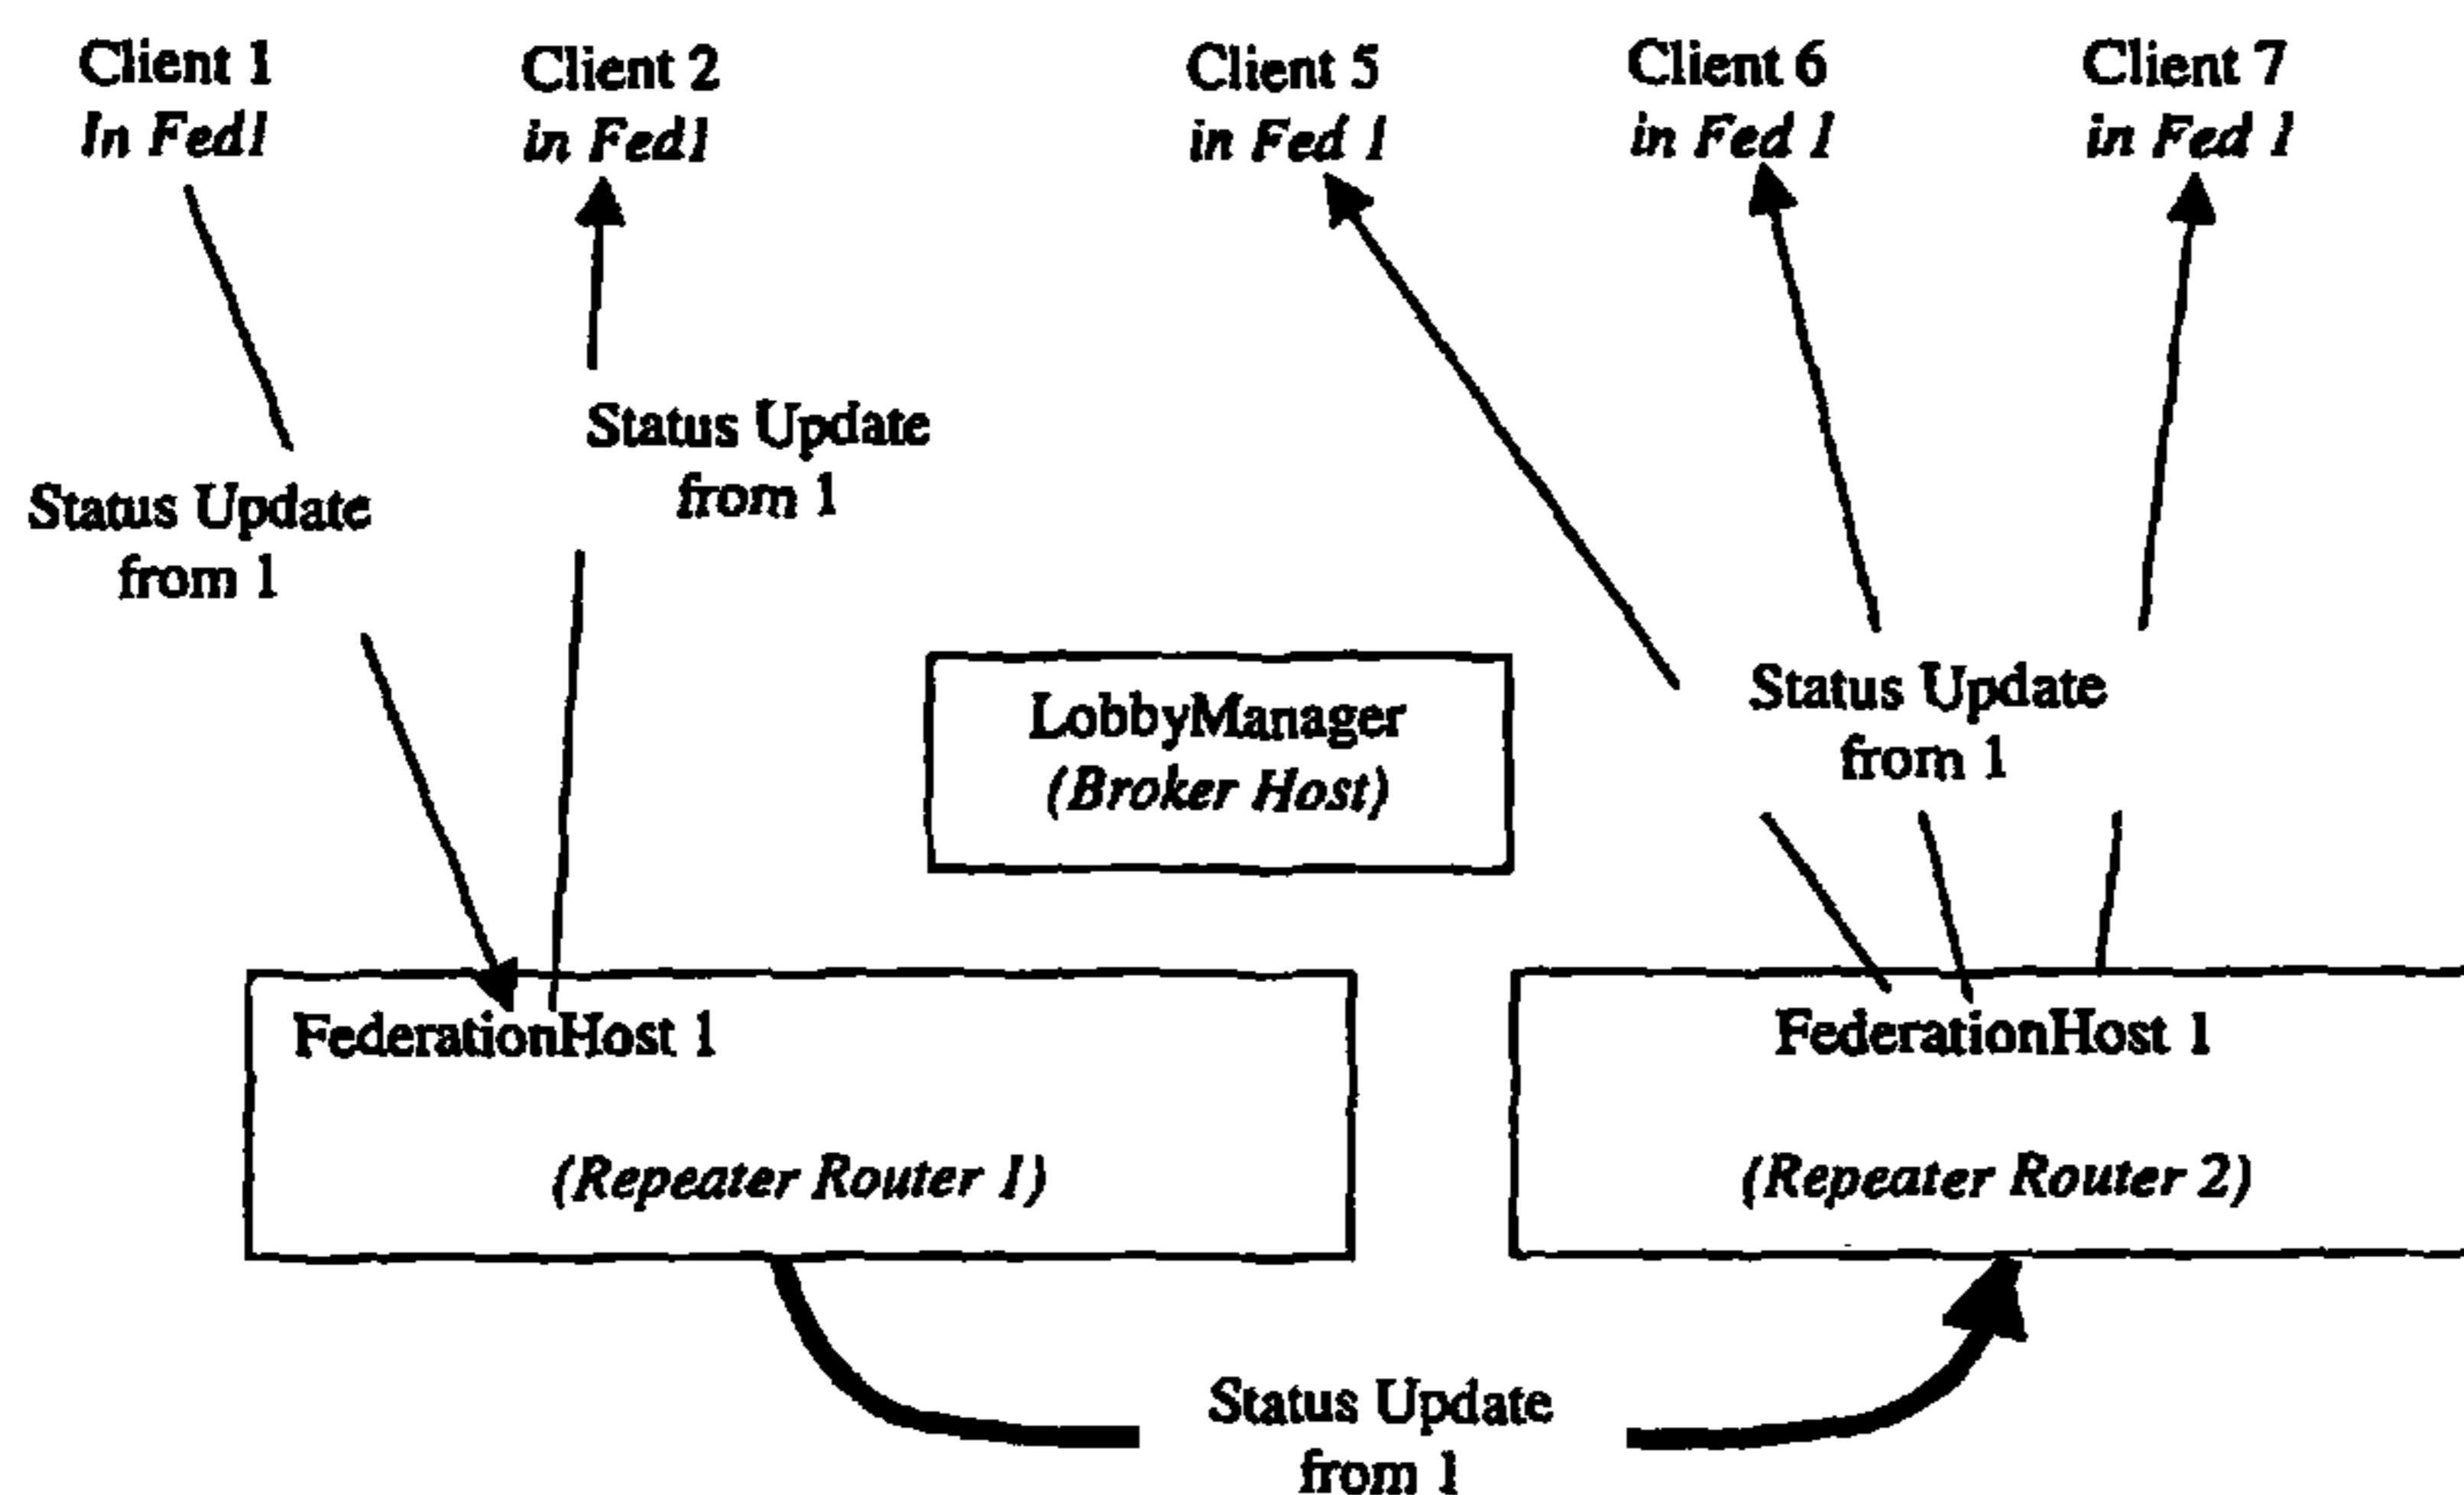 Client 1
In Fed1
Client 2
in Fed1
Client 5
in Fed 1
Client 6
in Fed 1
Client 7
in Fed 1
Status Update
from 1
Status Update
from 1
LobbyManager
(Broker Host)
Status Update
from 1
FederationHost 1
(Repeater Router 1)
FederationHost 1
(Repeater Router 2)
Status Update
from 1